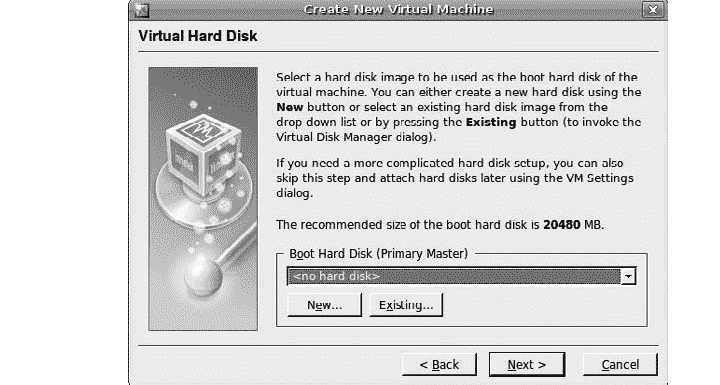 Create New Virtual Machine
Virtual Hard Disk
Select a hard disk image to be used as the boot hard disk of the
virtual machine. You can either create a new hard disk using the
New button or select an existing hard disk image from the
drop down list or by pressing the Existing button (to invoke the
Virtual Disk Manager dialog).
If you need a more complicated hard disk setup, you can also
skip this step and attach hard disks later using the VM Settings
dialog.
The recommended size of the boot hard disk is 20480 MB.
Boot Hard Disk (Primary Master)
<no hard disk>
New... Existing...
< Back Next > Cancel